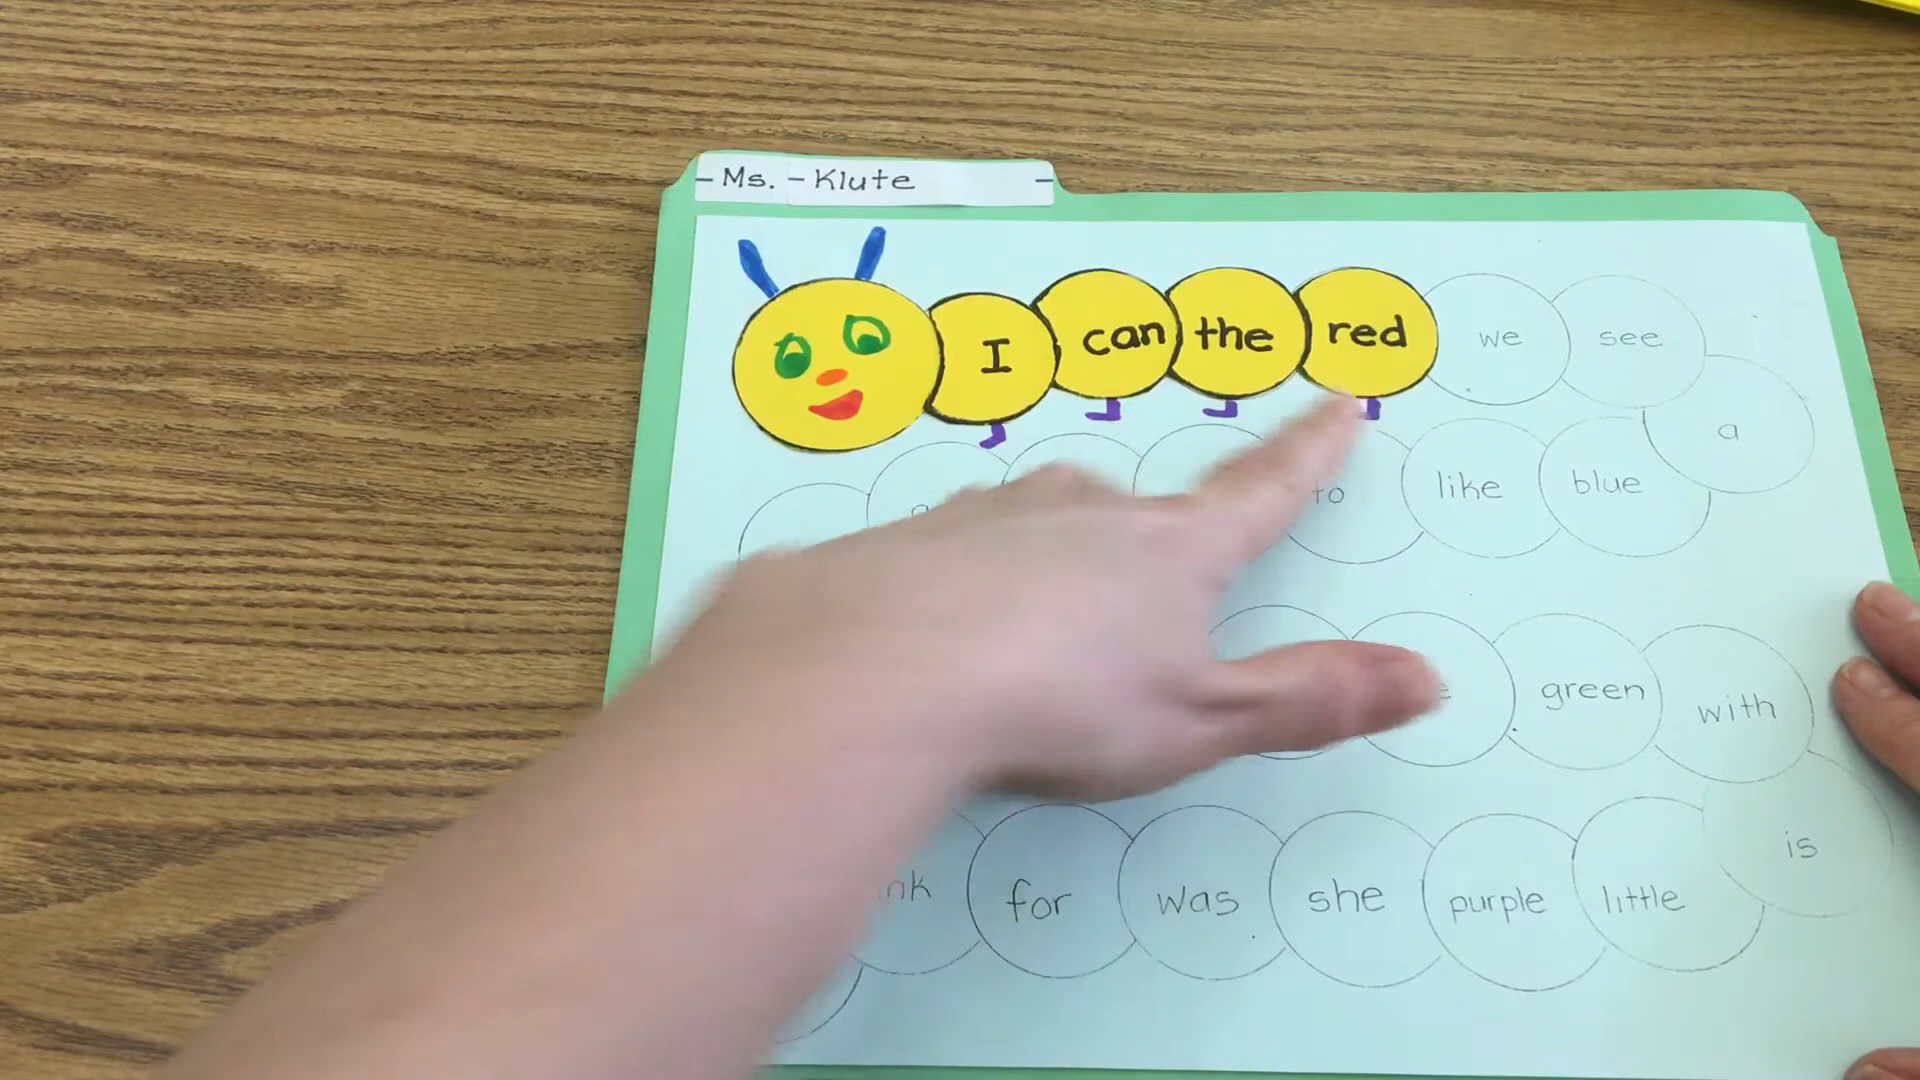 - Ms. - Klute -
I can the red we see
a
to like blue
green with
is
for was she purple little